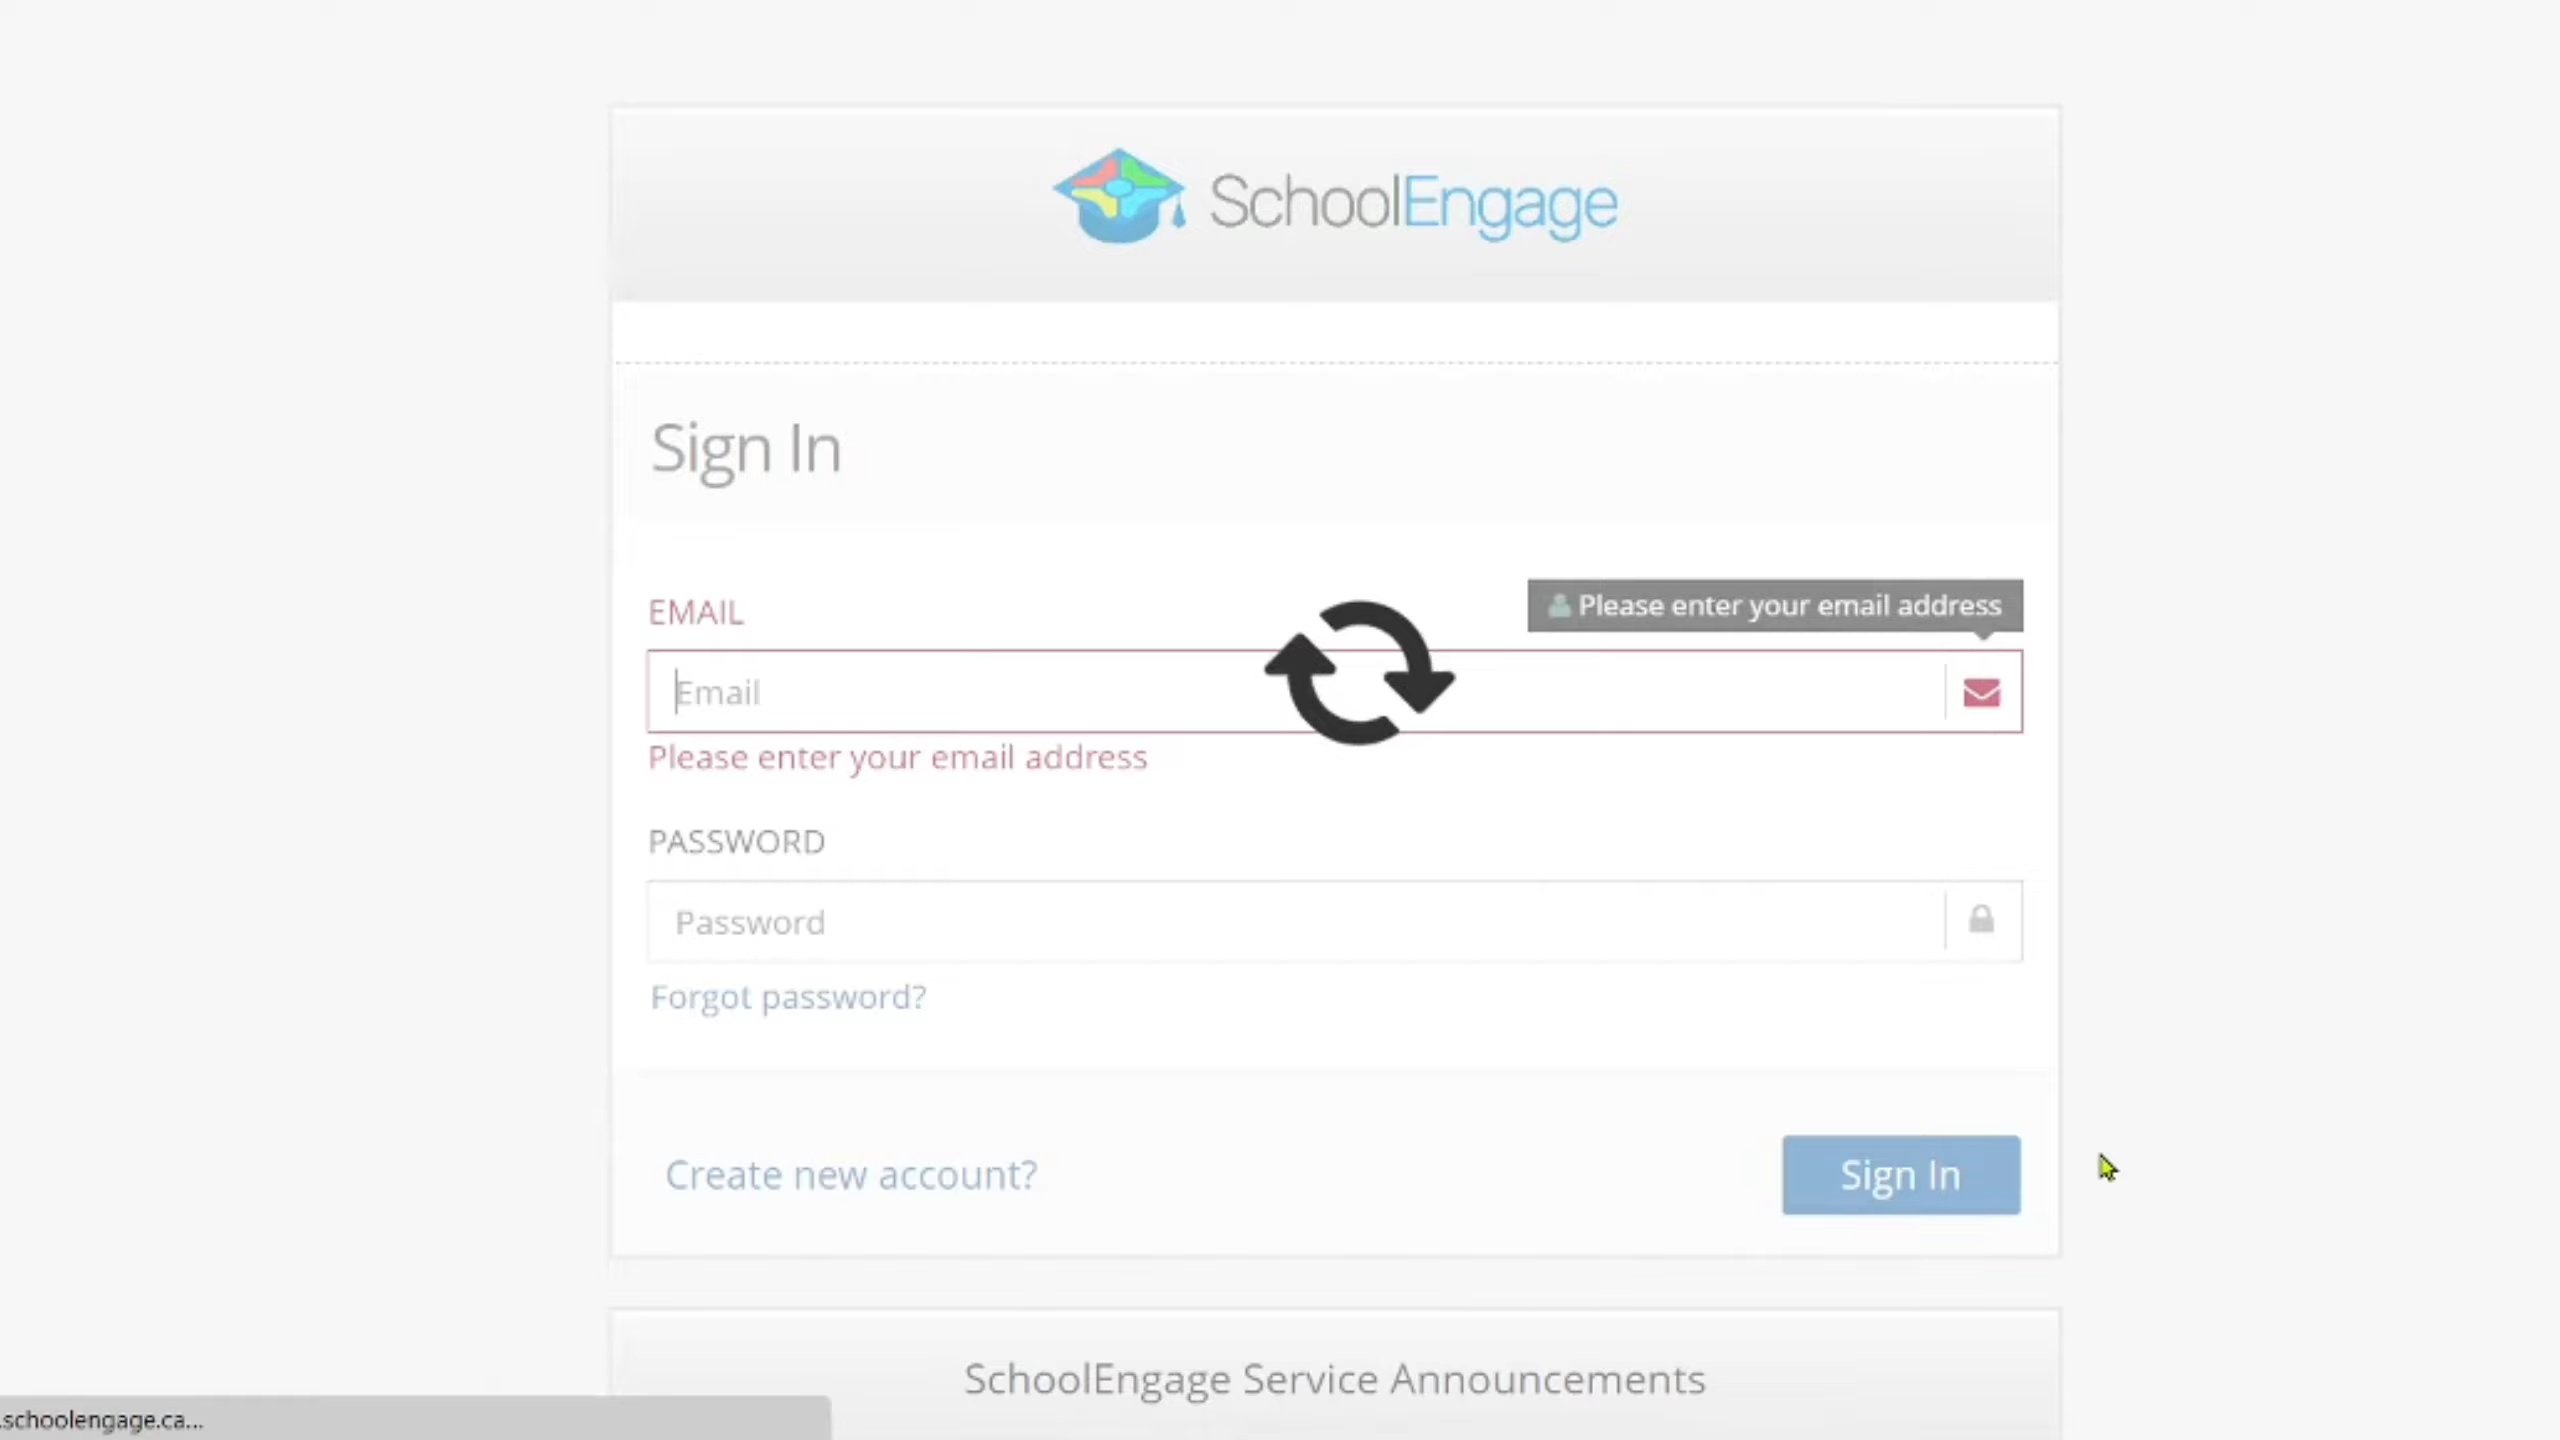 SchoolEngage
Sign In
EMAIL
Please enter your email address
Email
Please enter your email address
PASSWORD
Password
Forgot password?
Create new account?
Sign In
SchoolEngage Service Announcements
.schoolengage.ca...